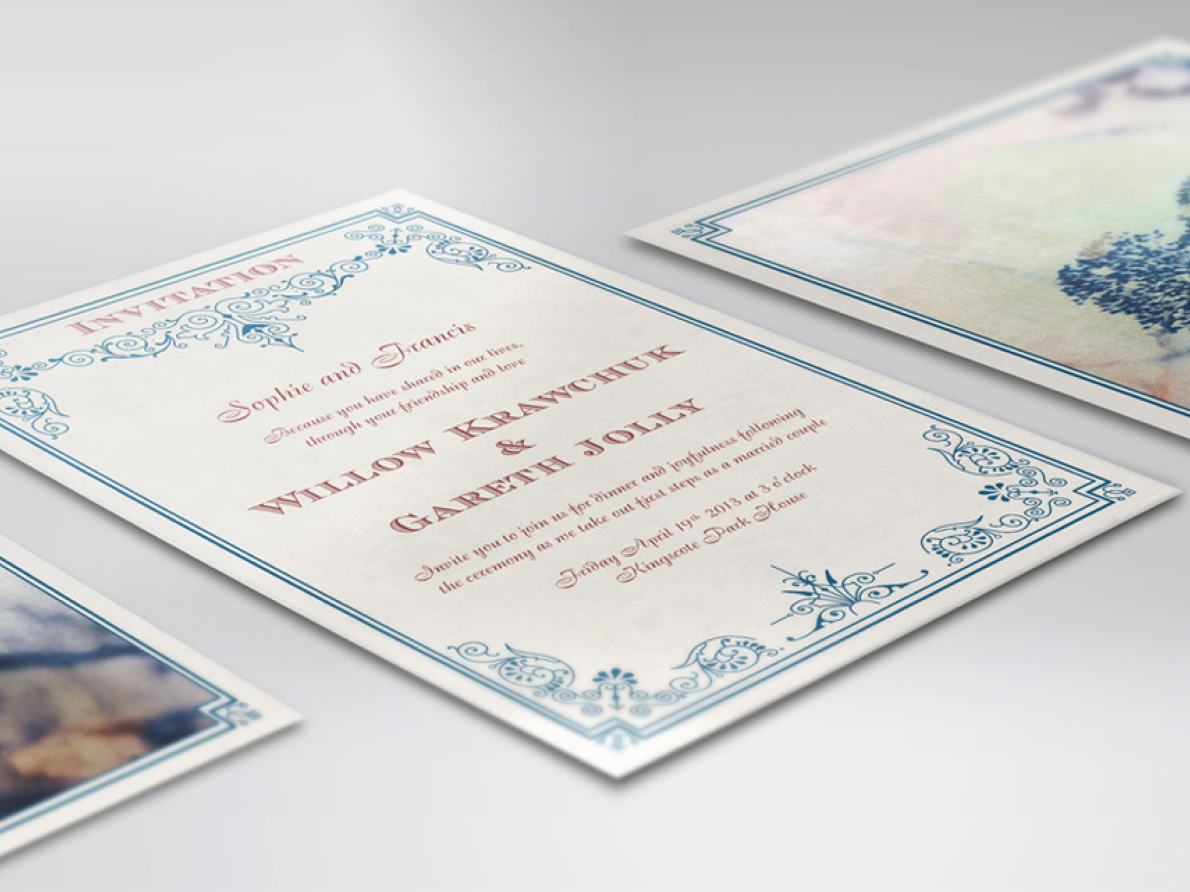 INVITATION
Sophie and Francis
Because you have shared in our lives,
through your friendship and love
WILLOW KRAWCHUK
&
GARETH JOLLY
Invite you to join us for dinner and joyfulness following
the ceremony as we take out first steps as a married couple
Friday April 19th 2013 at 3 o'clock
Kingscote Park House